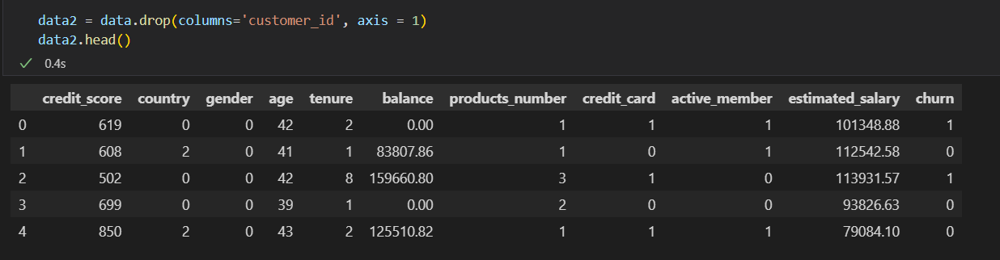 data2 = data.drop(columns='customer_id', axis = 1)
data2.head()
0.4s
credit_score country gender age tenure balance products_number credit_card active_member estimated_salary churn
0 619 0 0 42 2 0.00 1 1 1 101348.88 1
1 608 2 0 41 1 83807.86 1 0 1 112542.58 0
2 502 0 0 42 8 159660.80 3 1 0 113931.57 1
3 699 0 0 39 1 0.00 2 0 0 93826.63 0
4 850 2 0 43 2 125510.82 1 1 1 79084.10 0